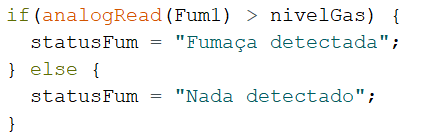 if(analogRead(Fum1) > nivelGas) {
  statusFum = "Fumaça detectada";
} else {
  statusFum = "Nada detectado";
}